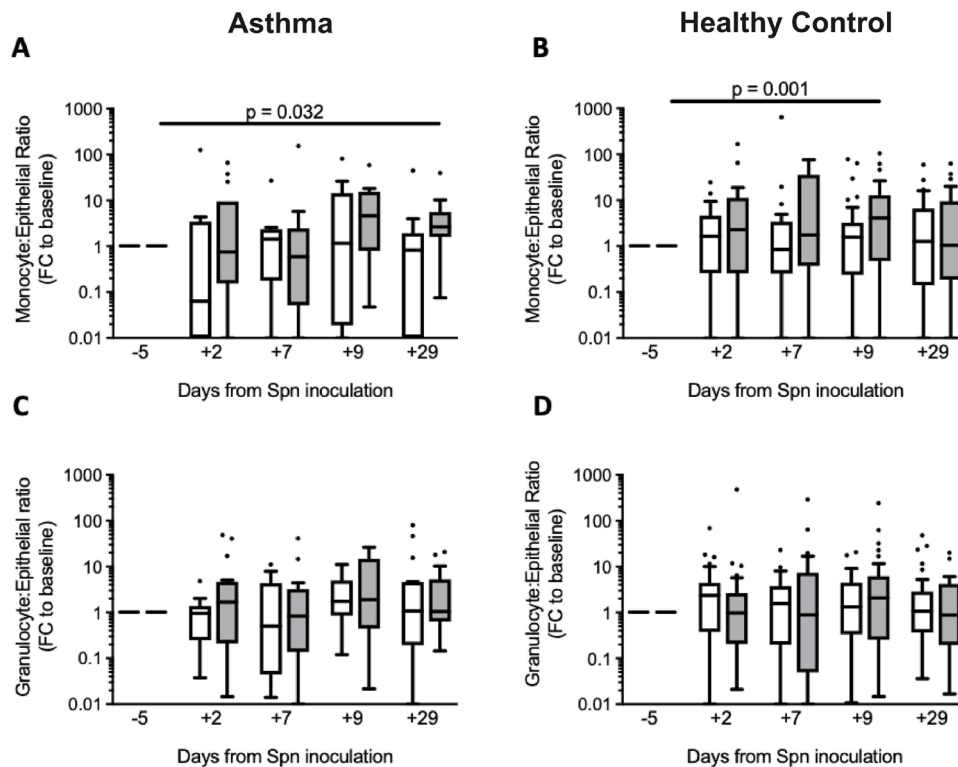 Asthma
Healthy Control
A
B
p = 0.032
p = 0.001
Monocyte:Epithelial Ratio
(FC to baseline)
1000
100
10
1
0.1
0.01
-5 +2 +7 +9 +29
Days from Spn inoculation
Monocyte:Epithelial Ratio
(FC to baseline)
1000
100
10
1
0.1
0.01
-5 +2 +7 +9 +29
Days from Spn inoculation
C
D
Granulocyte:Epithelial ratio
(FC to baseline)
1000
100
10
1
0.1
0.01
-5 +2 +7 +9 +29
Days from Spn inoculation
Granulocyte:Epithelial Ratio
(FC to baseline)
1000
100
10
1
0.1
0.01
-5 +2 +7 +9 +29
Days from Spn inoculation